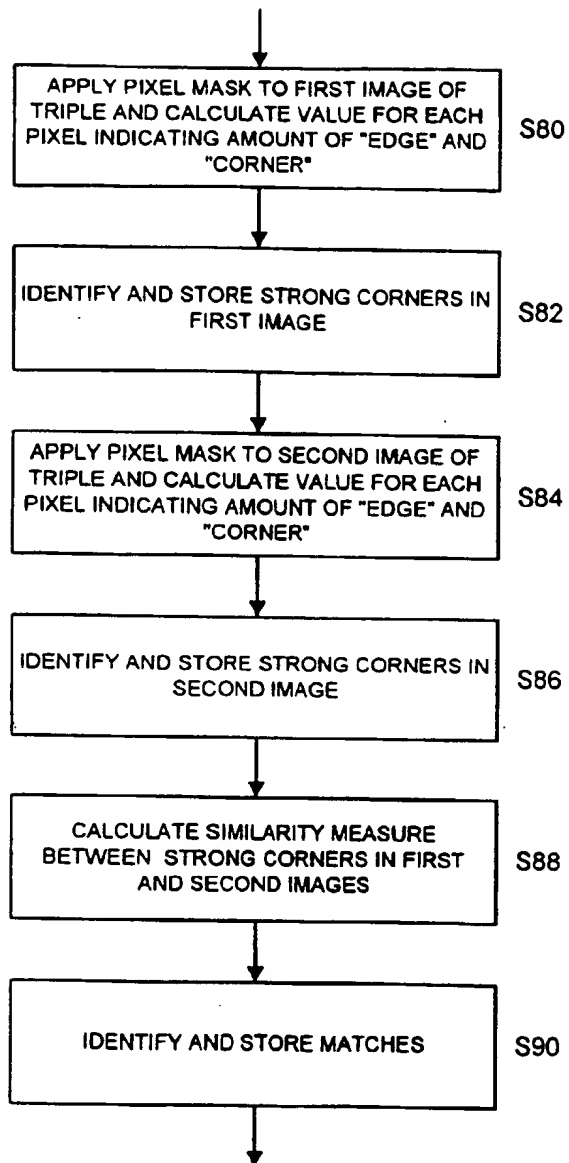 APPLY PIXEL MASK TO FIRST IMAGE OF
TRIPLE AND CALCULATE VALUE FOR EACH
PIXEL INDICATING AMOUNT OF "EDGE" AND
"CORNER"
S80
IDENTIFY AND STORE STRONG CORNERS IN
FIRST IMAGE
S82
APPLY PIXEL MASK TO SECOND IMAGE OF
TRIPLE AND CALCULATE VALUE FOR EACH
PIXEL INDICATING AMOUNT OF "EDGE" AND
"CORNER"
S84
IDENTIFY AND STORE STRONG CORNERS IN
SECOND IMAGE
S86
CALCULATE SIMILARITY MEASURE
BETWEEN STRONG CORNERS IN FIRST
AND SECOND IMAGES
S88
IDENTIFY AND STORE MATCHES
S90